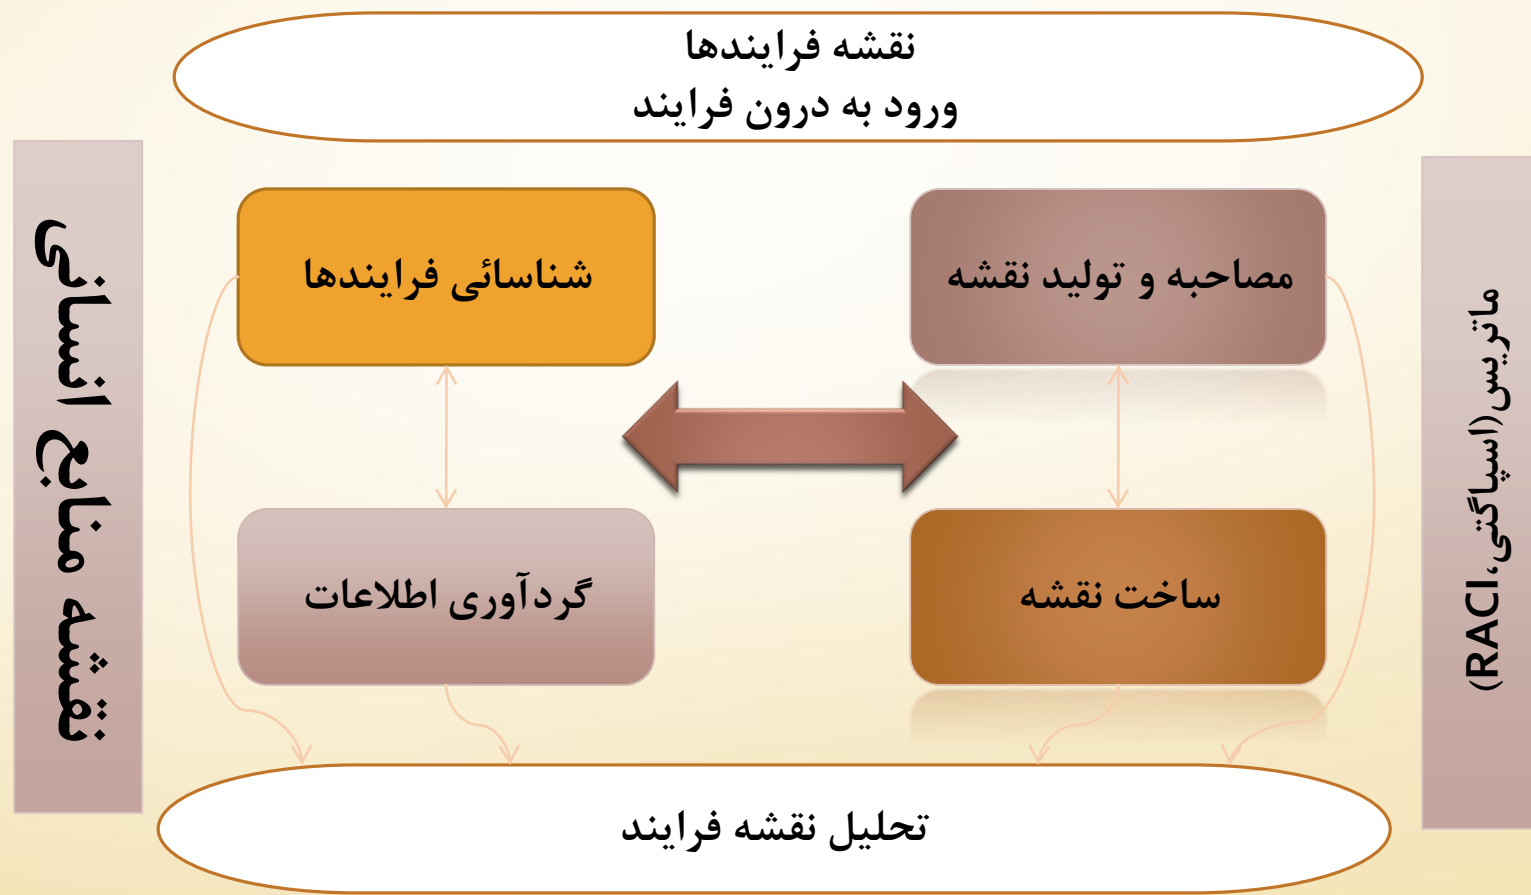 نقشه فرایندها
ورود به درون فرایند
ماتریس(اسپاگتی،RACI)
مصاحبه و تولید نقشه
شناسائی فرایندها
نقشه منابع انسانی
ساخت نقشه
گردآوری اطلاعات
تحلیل نقشه فرایند